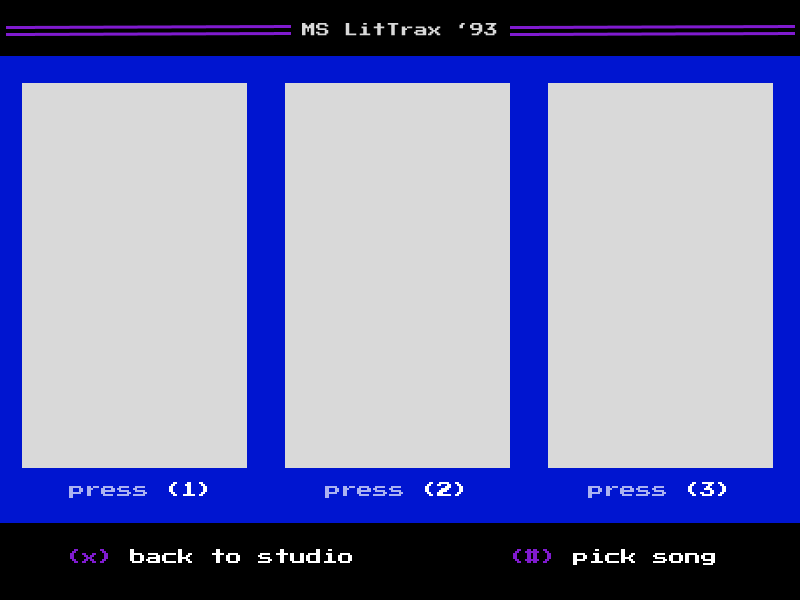 MS LitTrax ‘93
press (1)
press (2)
press (3)
(x) back to studio
(#) pick song